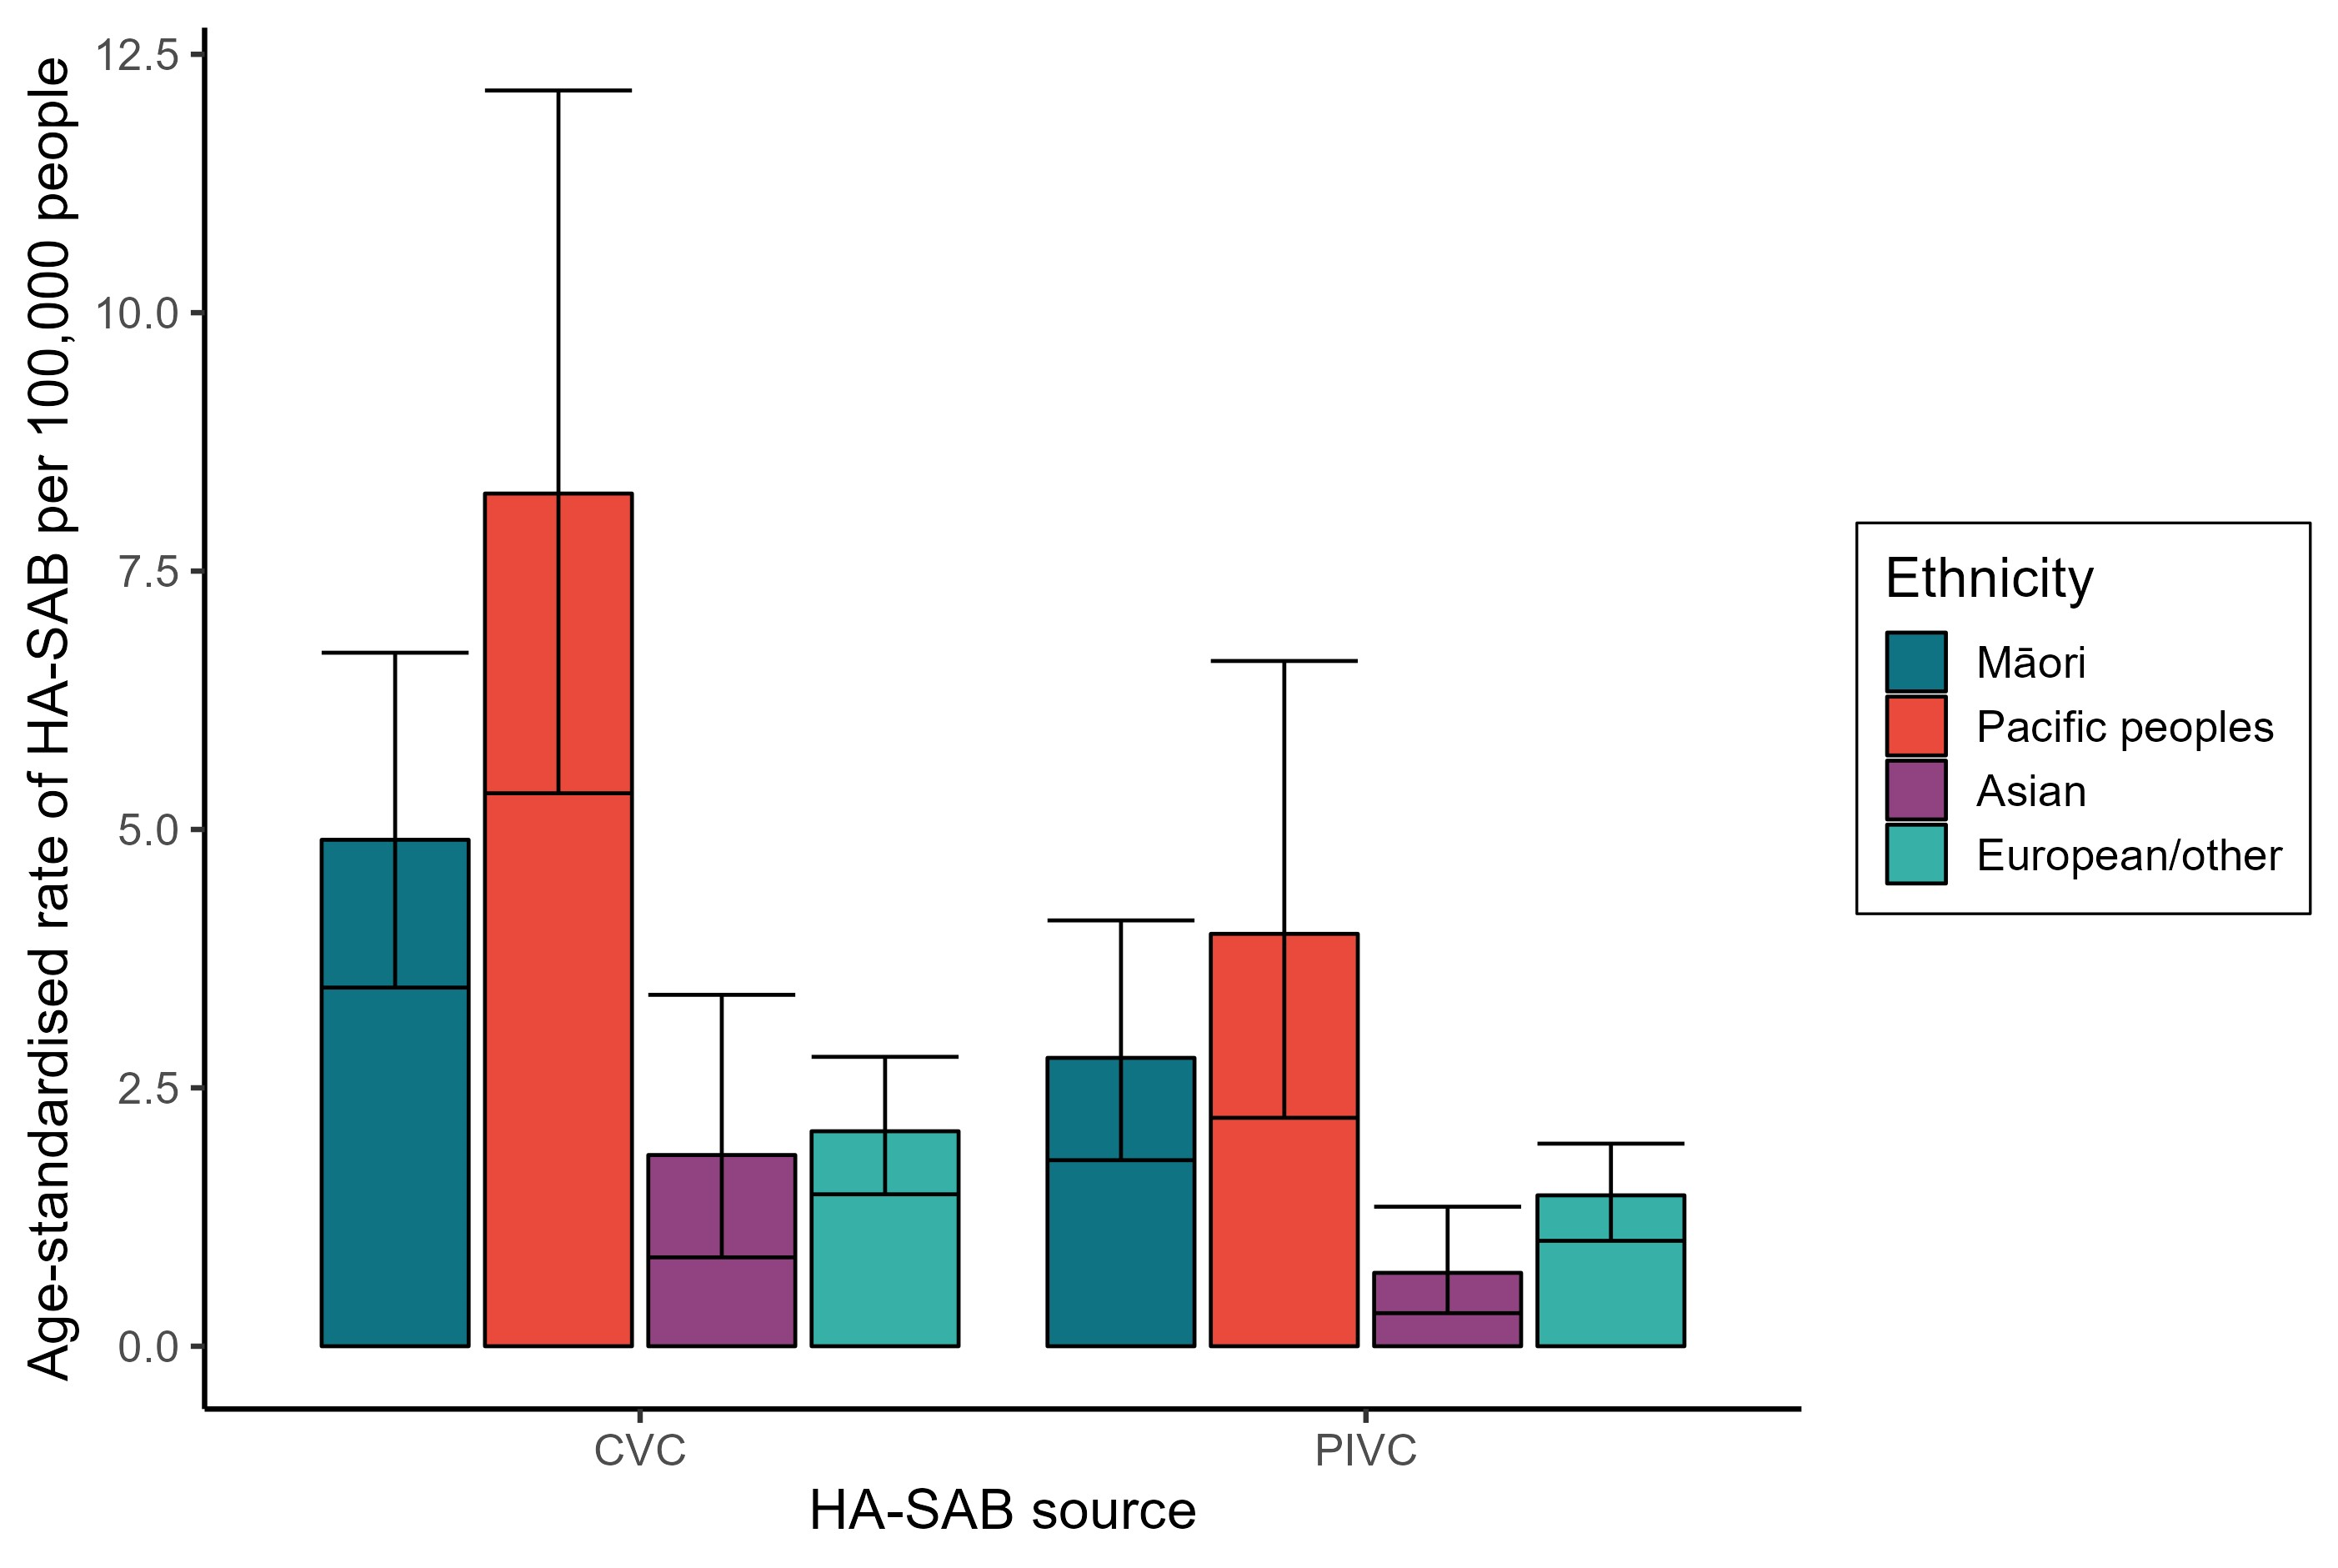 Age-standardised rate of HA-SAB per 100,000 people
12.5
10.0
7.5
5.0
2.5
0.0
CVC
PIVC
HA-SAB source
Ethnicity
Māori
Pacific peoples
Asian
European/other